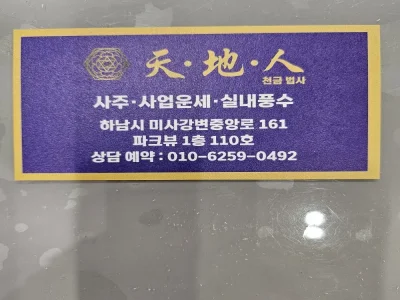 天·地·人
천금 법사
사주·사업운세·실내풍수
하남시 미사강변중앙로 161
파크뷰 1층 110호
상담 예약 : 010-6259-0492